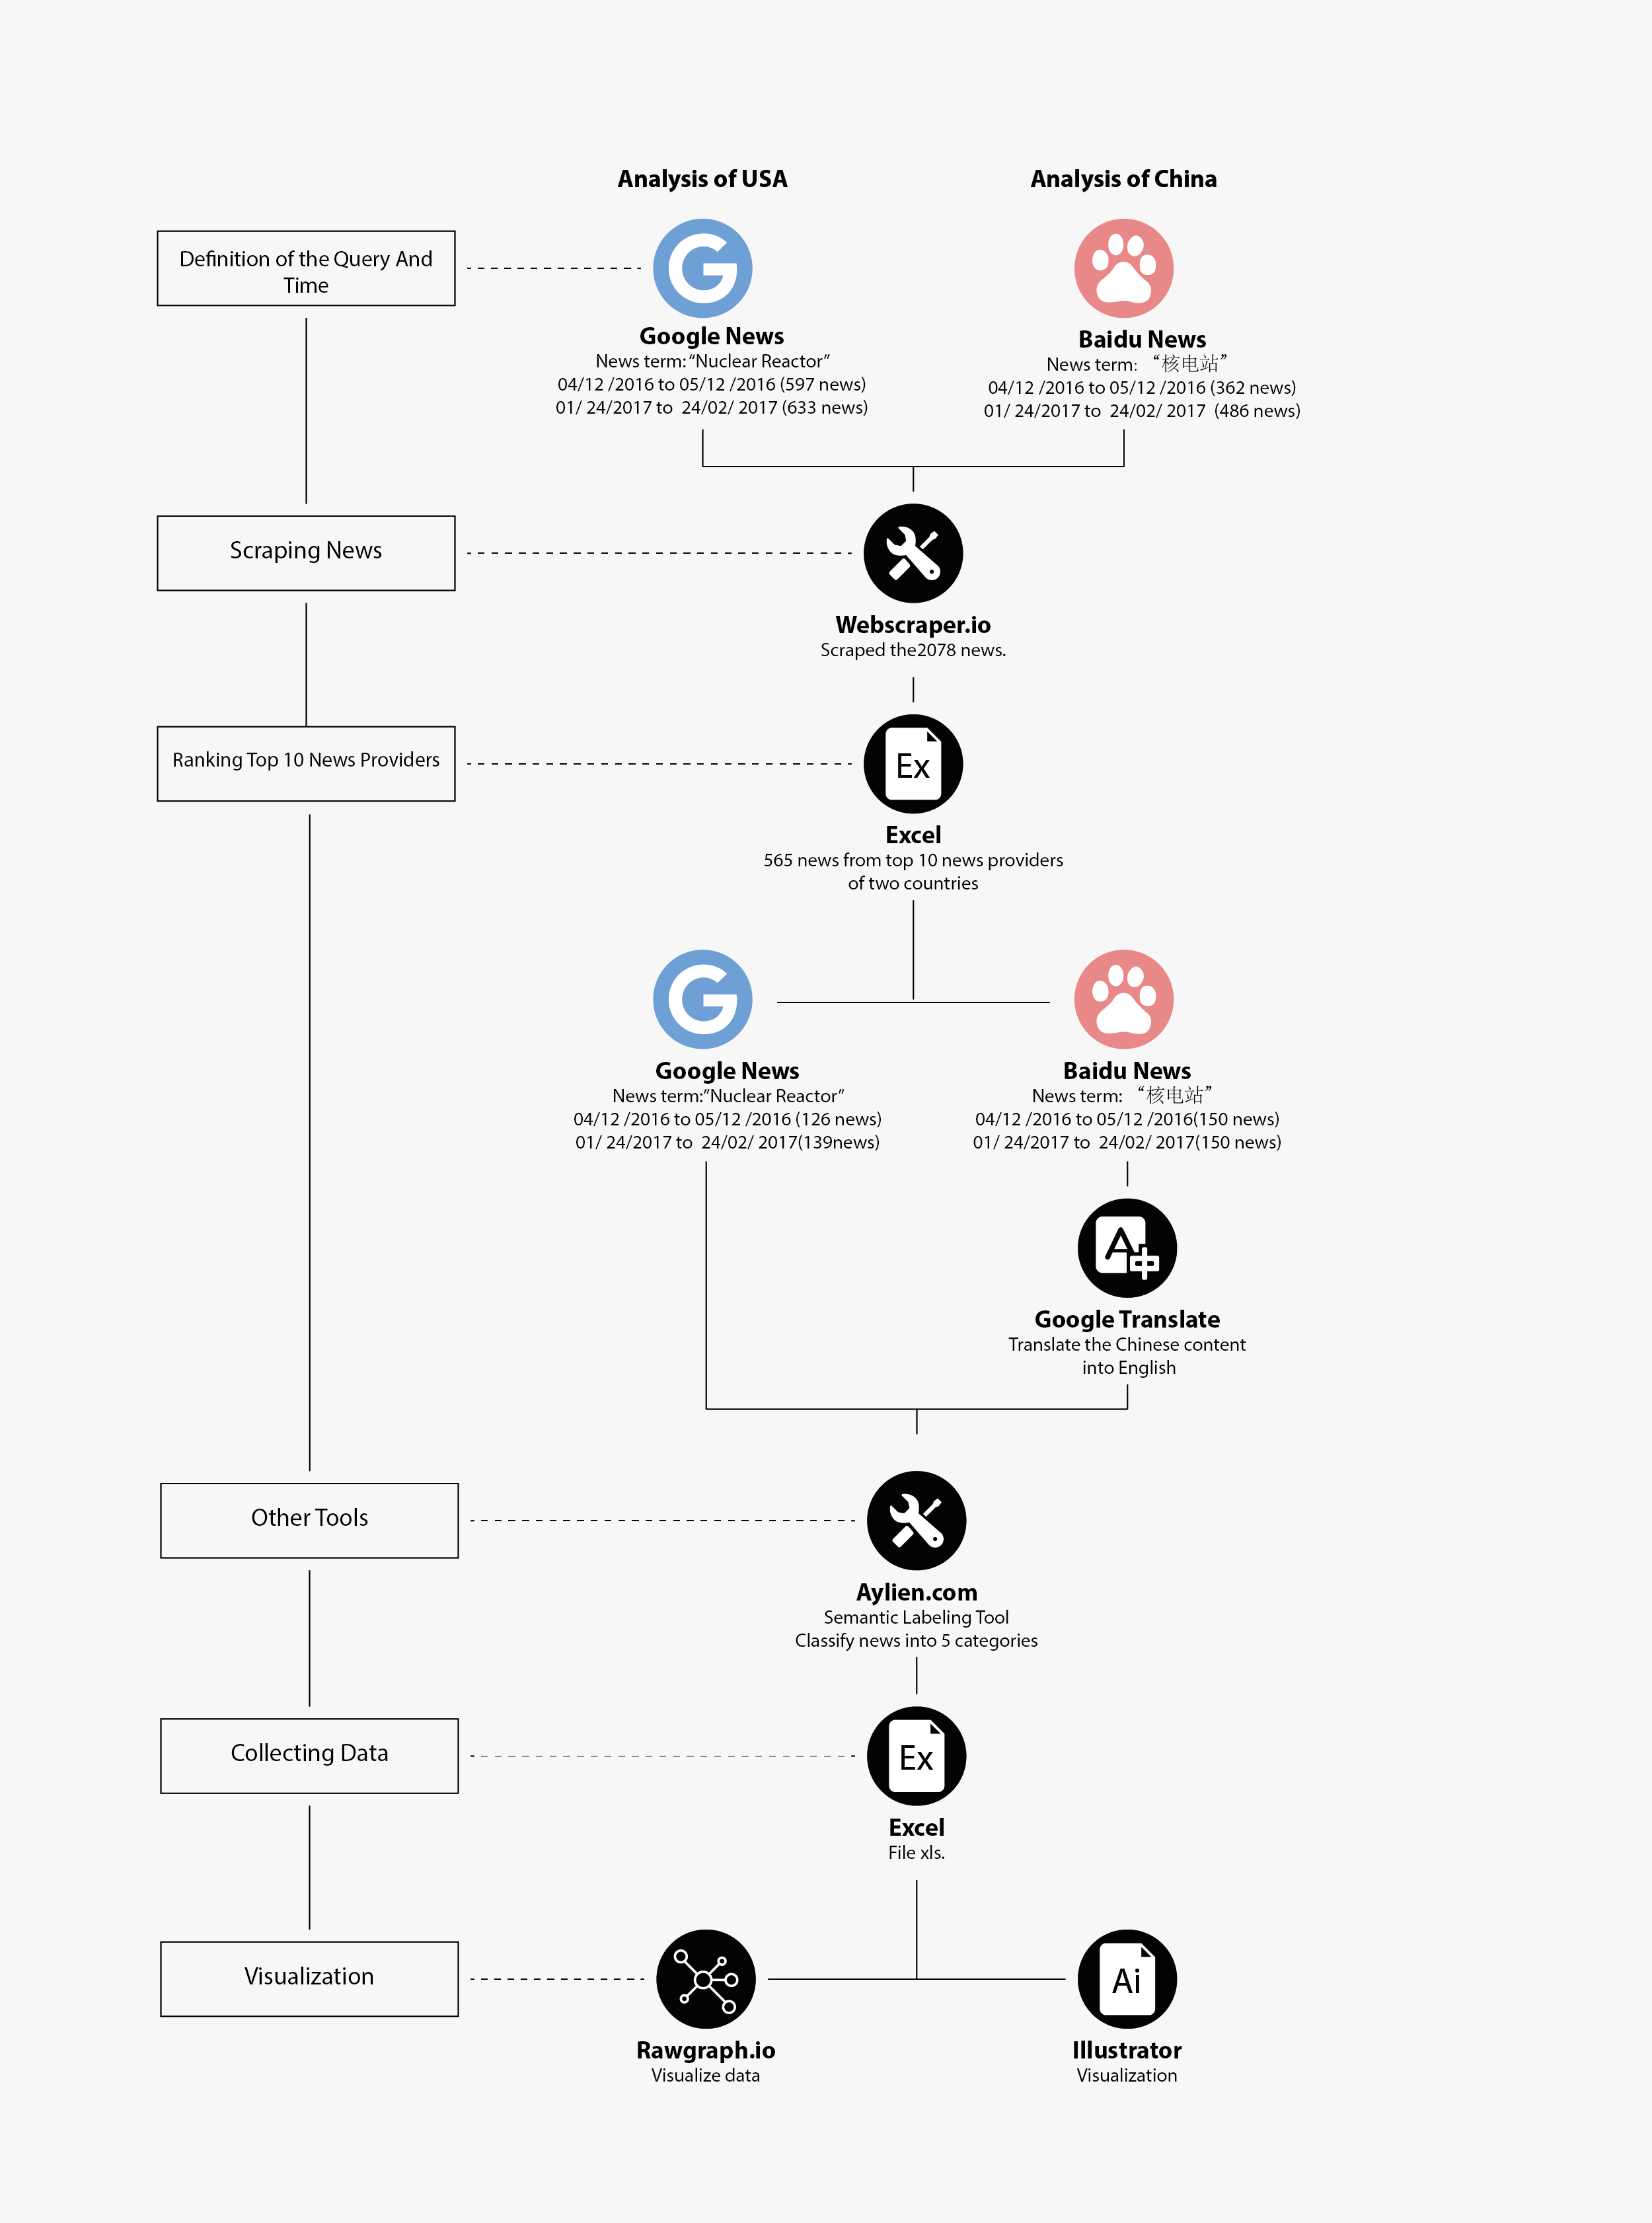 Analysis of USA
Analysis of China
Definition of the Query And
Time
Google News
News term: “Nuclear Reactor”
04/12 /2016 to 05/12 /2016 (597 news)
01/ 24/2017 to 24/02/ 2017 (633 news)
Baidu News
News term: “核电站”
04/12 /2016 to 05/12 /2016 (362 news)
01/ 24/2017 to 24/02/ 2017 (486 news)
Scraping News
Webscraper.io
Scraped the2078 news.
Ranking Top 10 News Providers
Ex
Excel
565 news from top 10 news providers
of two countries
Google News
News term:”Nuclear Reactor”
04/12 /2016 to 05/12 /2016 (126 news)
01/ 24/2017 to 24/02/ 2017(139news)
Baidu News
News term: “核电站”
04/12 /2016 to 05/12 /2016(150 news)
01/ 24/2017 to 24/02/ 2017(150 news)
A中
Google Translate
Translate the Chinese content
into English
Other Tools
Aylien.com
Semantic Labeling Tool
Classify news into 5 categories
Collecting Data
Ex
Excel
File xls.
Visualization
Rawgraph.io
Visualize data
Ai
Illustrator
Visualization